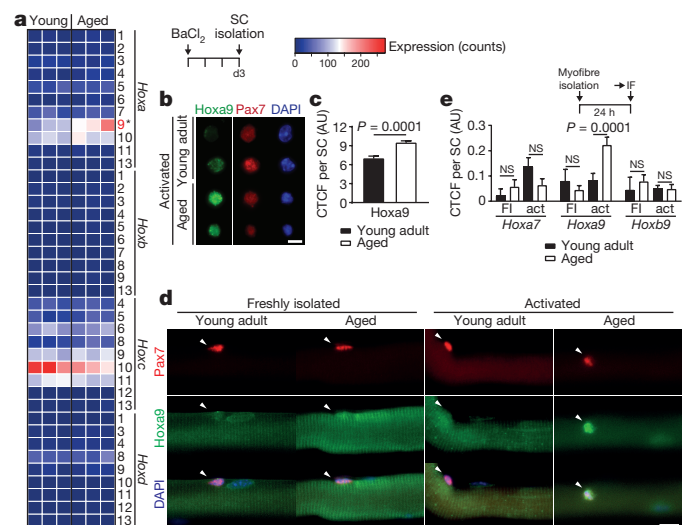 a
Young Aged
1
2
3
4
5
6
7
9*
10
11
13
Hoxa
1
2
3
4
5
6
7
8
9
13
Hoxb
4
5
6
8
9
10
11
12
13
Hoxc
1
3
4
8
9
10
11
12
13
Hoxd
BaCl2
SC
isolation
d3
0 100 200
Expression (counts)
b
Hoxa9 Pax7 DAPI
Activated
Young adult
Aged
c
P = 0.0001
CTCF per SC (AU)
12
9
6
3
0
Hoxa9
Young adult
Aged
e
Myofibre
isolation
IF
24 h
P = 0.0001
CTCF per SC (AU)
0.3
0.2
0.1
0
NS NS NS NS NS
FI act FI act FI act
Hoxa7 Hoxa9 Hoxb9
Young adult
Aged
d
Freshly isolated Activated
Young adult Aged Young adult Aged
Pax7
Hoxa9
DAPI